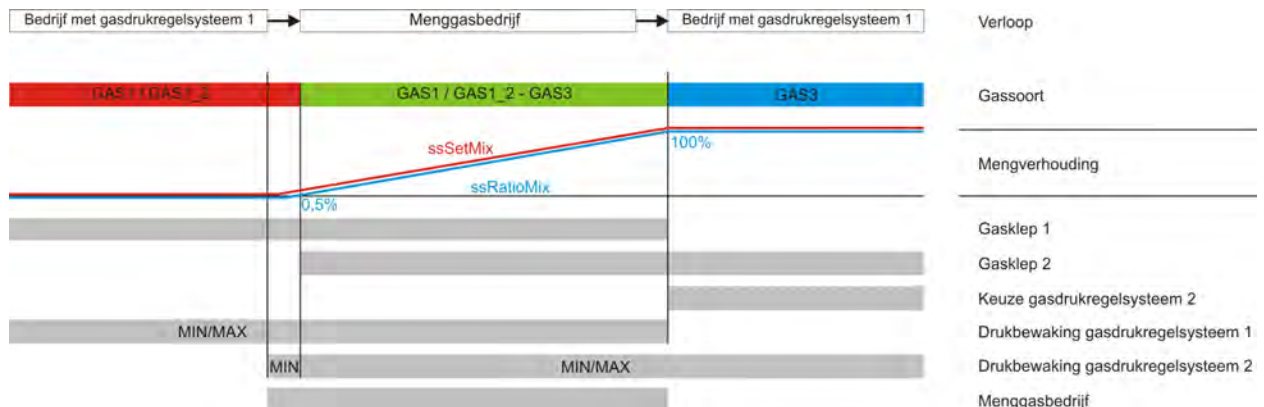 Bedrijf met gasdrukregelsysteem 1 Menggasbedrijf Bedrijf met gasdrukregelsysteem 1 Verloop
GAS1 / GAS1_2 GAS1 / GAS1_2 - GAS3 GAS3 Gassoort
ssSetMix
100%
Mengverhouding
ssRatioMix
0,5%
Gasklep 1
Gasklep 2
Keuze gasdrukregelsysteem 2
MIN/MAX Drukbewaking gasdrukregelsysteem 1
MIN MIN/MAX Drukbewaking gasdrukregelsysteem 2
Menggasbedrijf